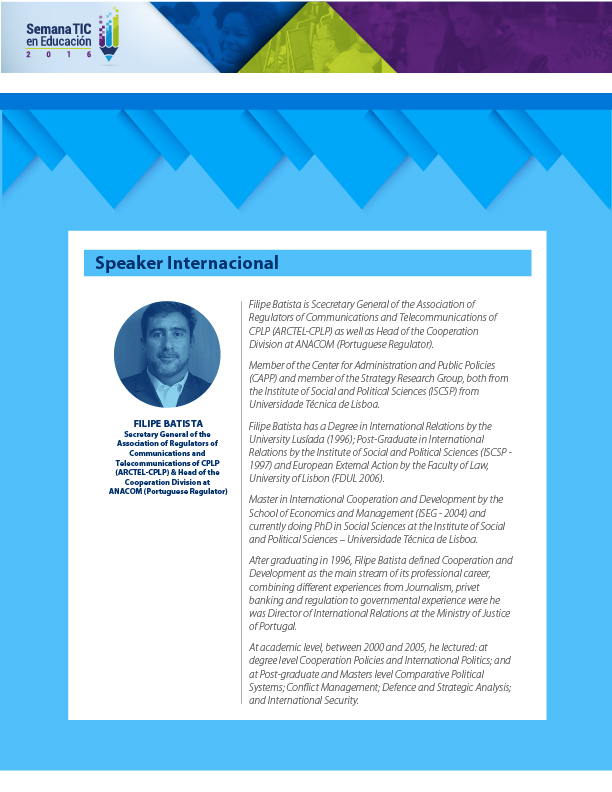 Semana TIC
en Educación
2 0 1 6
Speaker Internacional
FILIPE BATISTA
Secretary General of the
Association of Regulators of
Communications and
Telecommunications of CPLP
(ARCTEL-CPLP) & Head of the
Cooperation Division at
ANACOM (Portuguese Regulator)
Filipe Batista is Scecretary General of the Association of
Regulators of Communications and Telecommunications of
CPLP (ARCTEL-CPLP) as well as Head of the Cooperation
Division at ANACOM (Portuguese Regulator).
Member of the Center for Administration and Public Policies
(CAPP) and member of the Strategy Research Group, both from
the Institute of Social and Political Sciences (ISCSP) from
Universidade Técnica de Lisboa.
Filipe Batista has a Degree in International Relations by the
University Lusíada (1996); Post-Graduate in International
Relations by the Institute of Social and Political Sciences (ISCSP -
1997) and European External Action by the Faculty of Law,
University of Lisbon (FDUL 2006).
Master in International Cooperation and Development by the
School of Economics and Management (ISEG - 2004) and
currently doing PhD in Social Sciences at the Institute of Social
and Political Sciences – Universidade Técnica de Lisboa.
After graduating in 1996, Filipe Batista defined Cooperation and
Development as the main stream of its professional career,
combining different experiences from Journalism, privet
banking and regulation to governmental experience were he
was Director of International Relations at the Ministry of Justice
of Portugal.
At academic level, between 2000 and 2005, he lectured: at
degree level Cooperation Policies and International Politics; and
at Post-graduate and Masters level Comparative Political
Systems; Conflict Management; Defence and Strategic Analysis;
and International Security.